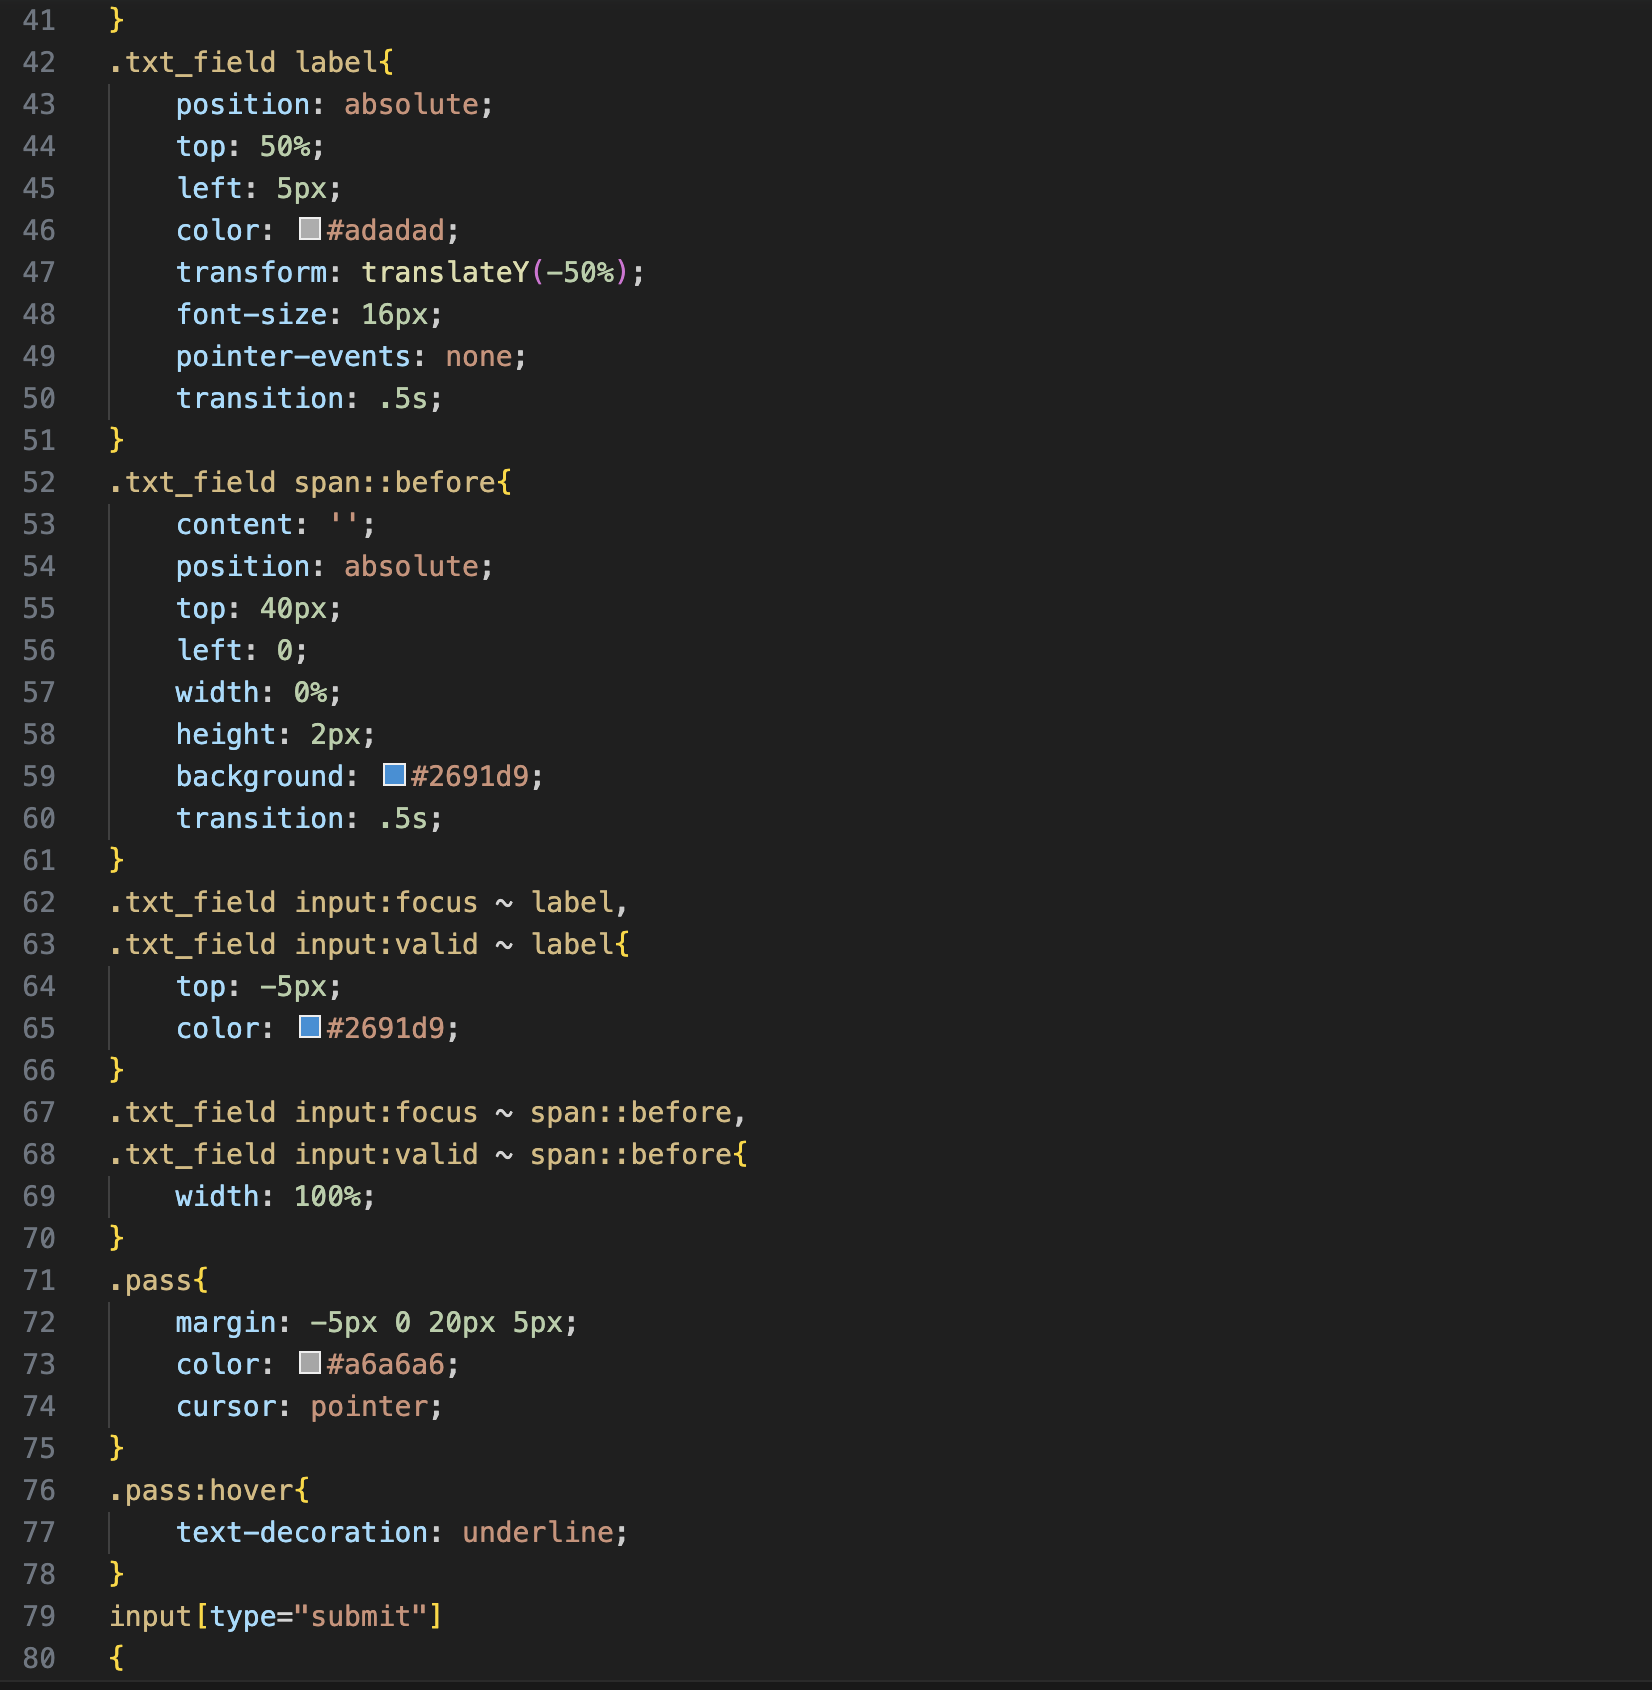 41 }
42 .txt_field label{
43 position: absolute;
44 top: 50%;
45 left: 5px;
46 color: #adadad;
47 transform: translateY(-50%);
48 font-size: 16px;
49 pointer-events: none;
50 transition: .5s;
51 }
52 .txt_field span::before{
53 content: '';
54 position: absolute;
55 top: 40px;
56 left: 0;
57 width: 0%;
58 height: 2px;
59 background: #2691d9;
60 transition: .5s;
61 }
62 .txt_field input:focus ~ label,
63 .txt_field input:valid ~ label{
64 top: -5px;
65 color: #2691d9;
66 }
67 .txt_field input:focus ~ span::before,
68 .txt_field input:valid ~ span::before{
69 width: 100%;
70 }
71 .pass{
72 margin: -5px 0 20px 5px;
73 color: #a6a6a6;
74 cursor: pointer;
75 }
76 .pass:hover{
77 text-decoration: underline;
78 }
79 input[type="submit"]
80 {